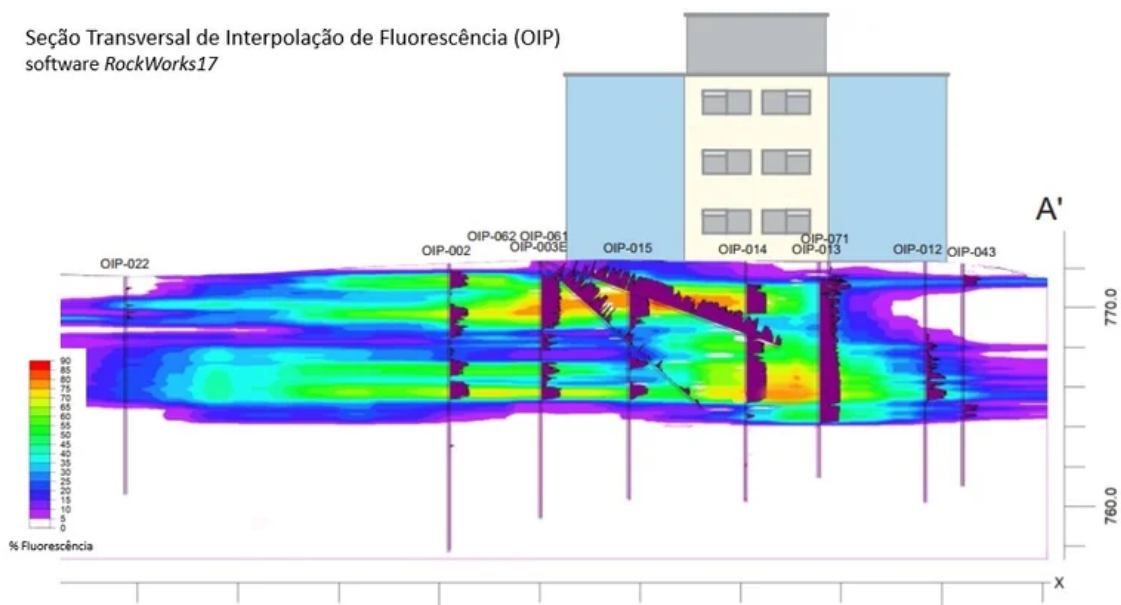 Seção Transversal de Interpolação de Fluorescência (OIP)
software RockWorks17
A'
OIP-022
OIP-002
OIP-062 OIP-061
OIP-003E
OIP-015
OIP-014
OIP-071
OIP-013
OIP-012
OIP-043
770.0
760.0
90
85
80
75
70
65
60
55
50
45
40
35
30
25
20
15
10
5
0
% Fluorescência
X